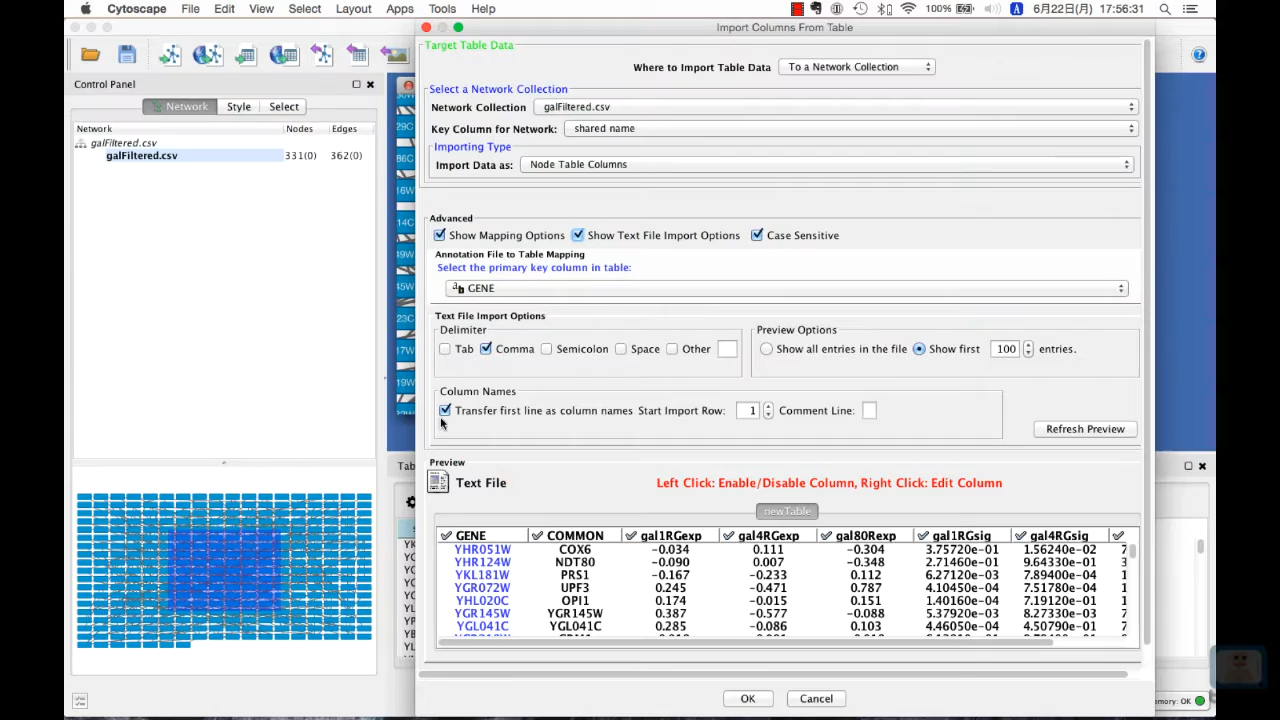 Cytoscape File Edit View Select Layout Apps Tools Help 100% A 6月22日(月) 17:56:31
Import Columns From Table
Target Table Data
Where to Import Table Data To a Network Collection
Control Panel
Select a Network Collection
Network Style Select
Network Collection galFiltered.csv
Network Nodes Edges
Key Column for Network: shared name
galFiltered.csv
Importing Type
galFiltered.csv 331(0) 362(0)
Import Data as: Node Table Columns
Advanced
Show Mapping Options Show Text File Import Options Case Sensitive
Annotation File to Table Mapping
Select the primary key column in table:
ab GENE
Text File Import Options
Delimiter Preview Options
Tab Comma Semicolon Space Other Show all entries in the file Show first 100 entries.
Column Names
Transfer first line as column names Start Import Row: 1 Comment Line:
Refresh Preview
Preview
Text File Left Click: Enable/Disable Column, Right Click: Edit Column
newTable
GENE COMMON gal1RGexp gal4RGexp gal80Rexp gal1RGsig gal4RGsig
YHR051W COX6 -0.034 0.111 -0.304 3.75720e-01 1.56240e-02 7
YHR124W NDT80 -0.090 0.007 -0.348 2.71460e-01 9.64330e-01 3
YKL181W PRS1 -0.167 -0.233 0.112 6.27120e-03 7.89400e-04 1
YGR072W UPF3 0.245 -0.471 0.787 4.10450e-04 7.51780e-04 1
YHL020C OPI1 0.174 -0.015 0.151 1.40160e-04 7.19120e-01 1
YGR145W YGR145W 0.387 -0.577 -0.088 5.37920e-03 8.27330e-03 7
YGL041C YGL041C 0.285 -0.086 0.103 4.46050e-04 4.50790e-01 7
OK Cancel
emory: OK